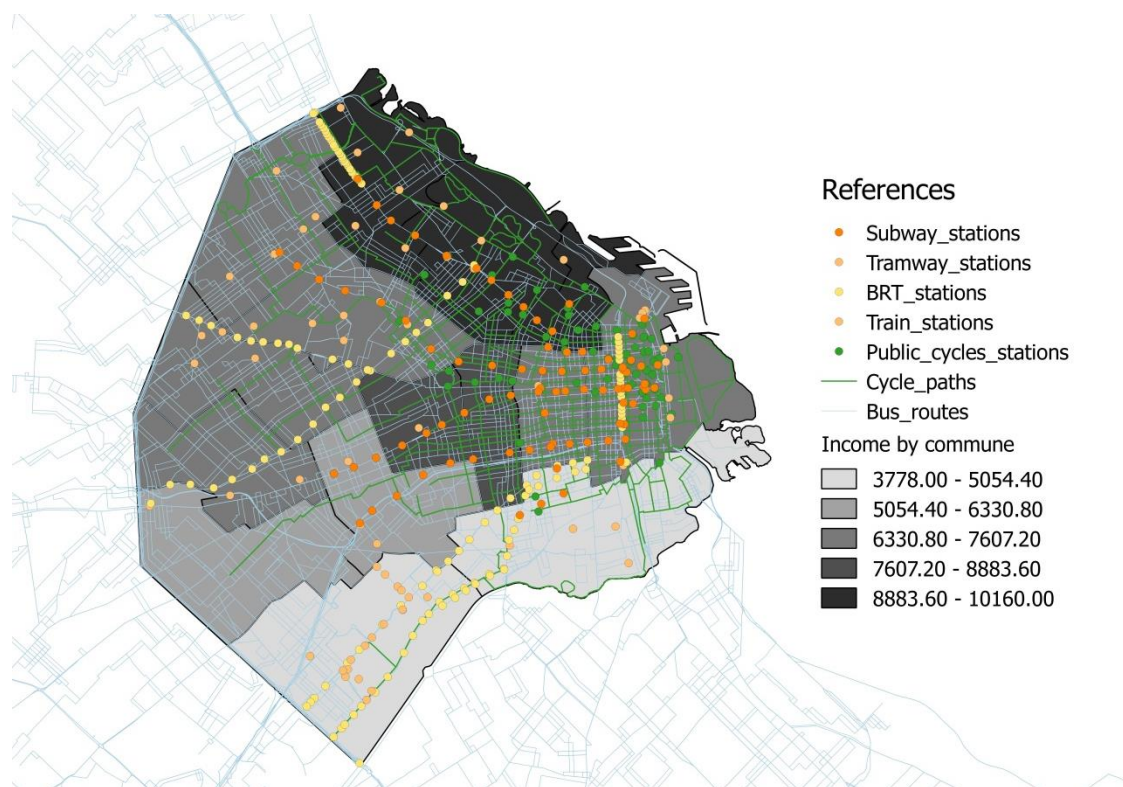 References
Subway_stations
Tramway_stations
BRT_stations
Train_stations
Public_cycles_stations
Cycle_paths
Bus_routes
Income by commune
3778.00 - 5054.40
5054.40 - 6330.80
6330.80 - 7607.20
7607.20 - 8883.60
8883.60 - 10160.00